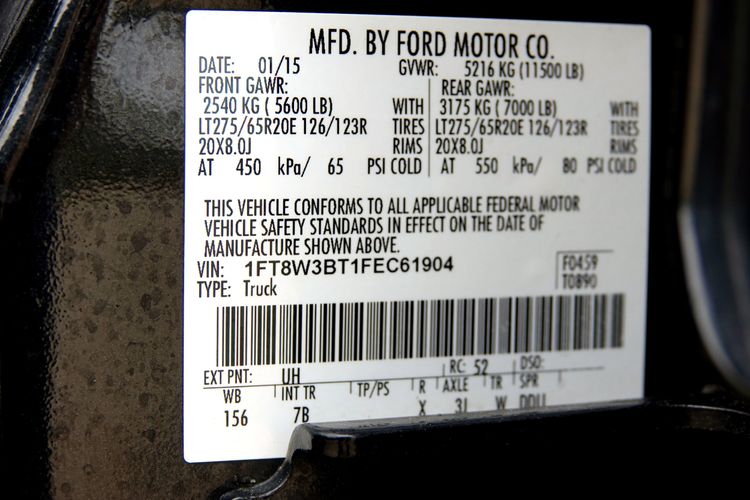 MFD. BY FORD MOTOR CO.
DATE: 01/15 GVWR: 5216 KG (11500 LB)
FRONT GAWR: REAR GAWR:
2540 KG ( 5600 LB) WITH 3175 KG ( 7000 LB) WITH
LT275/65R20E 126/123R TIRES LT275/65R20E 126/123R TIRES
20X8.0J RIMS 20X8.0J RIMS
AT 450 kPa/ 65 PSI COLD AT 550 kPa/ 80 PSI COLD
THIS VEHICLE CONFORMS TO ALL APPLICABLE FEDERAL MOTOR
VEHICLE SAFETY STANDARDS IN EFFECT ON THE DATE OF
MANUFACTURE SHOWN ABOVE.
VIN: 1FT8W3BT1FEC61904 F0459
TYPE: Truck T0890
EXT PNT: UH RC: 52 DSO:
WB INT TR TP/PS R AXLE TR SPR
156 7B X W